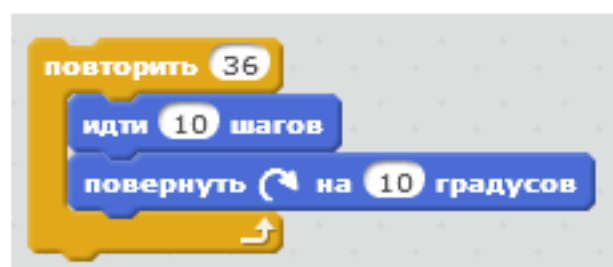 повторить 36
идти 10 шагов
повернуть на 10 градусов